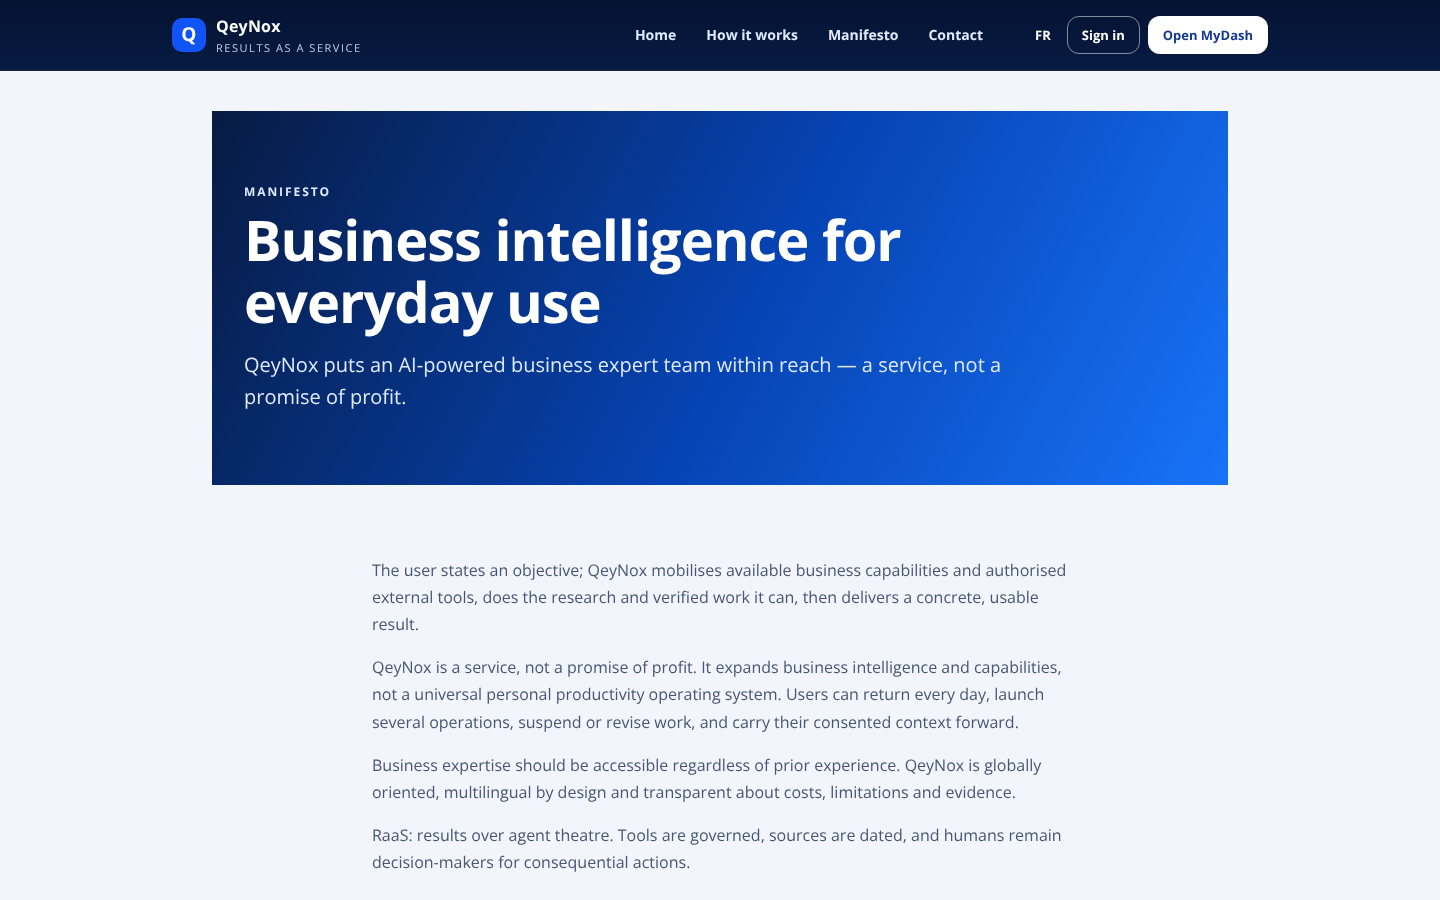 Q
QeyNox
RESULTS AS A SERVICE
Home
How it works
Manifesto
Contact
FR
Sign in
Open MyDash
MANIFESTO
Business intelligence for
everyday use
QeyNox puts an AI-powered business expert team within reach — a service, not a
promise of profit.
The user states an objective; QeyNox mobilises available business capabilities and authorised
external tools, does the research and verified work it can, then delivers a concrete, usable
result.
QeyNox is a service, not a promise of profit. It expands business intelligence and capabilities,
not a universal personal productivity operating system. Users can return every day, launch
several operations, suspend or revise work, and carry their consented context forward.
Business expertise should be accessible regardless of prior experience. QeyNox is globally
oriented, multilingual by design and transparent about costs, limitations and evidence.
RaaS: results over agent theatre. Tools are governed, sources are dated, and humans remain
decision-makers for consequential actions.